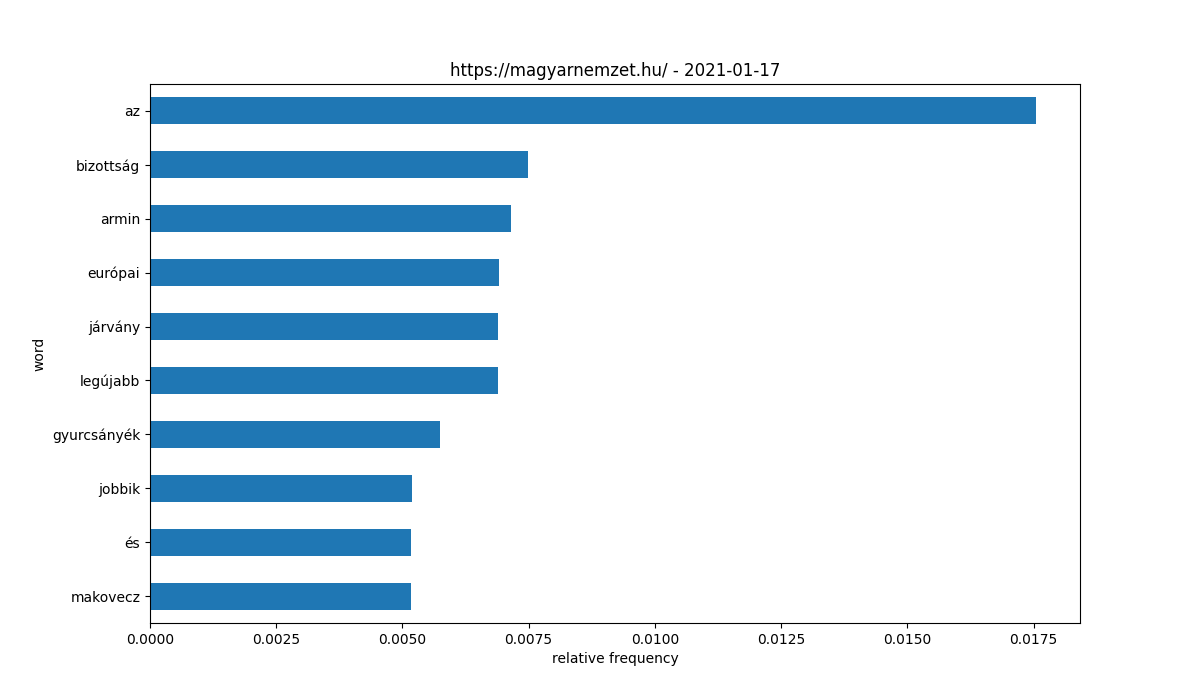 https://magyarnemzet.hu/ - 2021-01-17
az
bizottság
armin
európai
járvány
legújabb
gyurcsányék
jobbik
és
makovecz
word
0.0000 0.0025 0.0050 0.0075 0.0100 0.0125 0.0150 0.0175
relative frequency